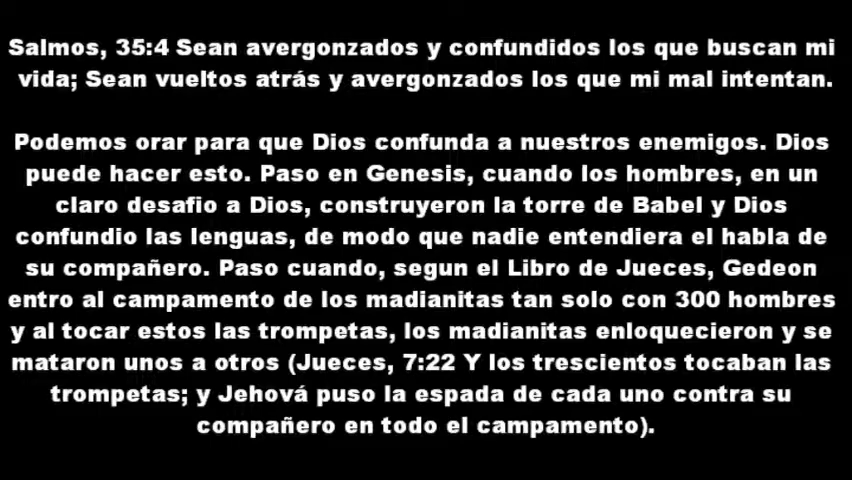 Salmos, 35:4 Sean avergonzados y confundidos los que buscan mi
vida; Sean vueltos atrás y avergonzados los que mi mal intentan.
Podemos orar para que Dios confunda a nuestros enemigos. Dios
puede hacer esto. Paso en Genesis, cuando los hombres, en un
claro desafio a Dios, construyeron la torre de Babel y Dios
confundio las lenguas, de modo que nadie entendiera el habla de
su compañero. Paso cuando, segun el Libro de Jueces, Gedeon
entro al campamento de los madianitas tan solo con 300 hombres
y al tocar estos las trompetas, los madianitas enloquecieron y se
mataron unos a otros (Jueces, 7:22 Y los trescientos tocaban las
trompetas; y Jehová puso la espada de cada uno contra su
compañero en todo el campamento).